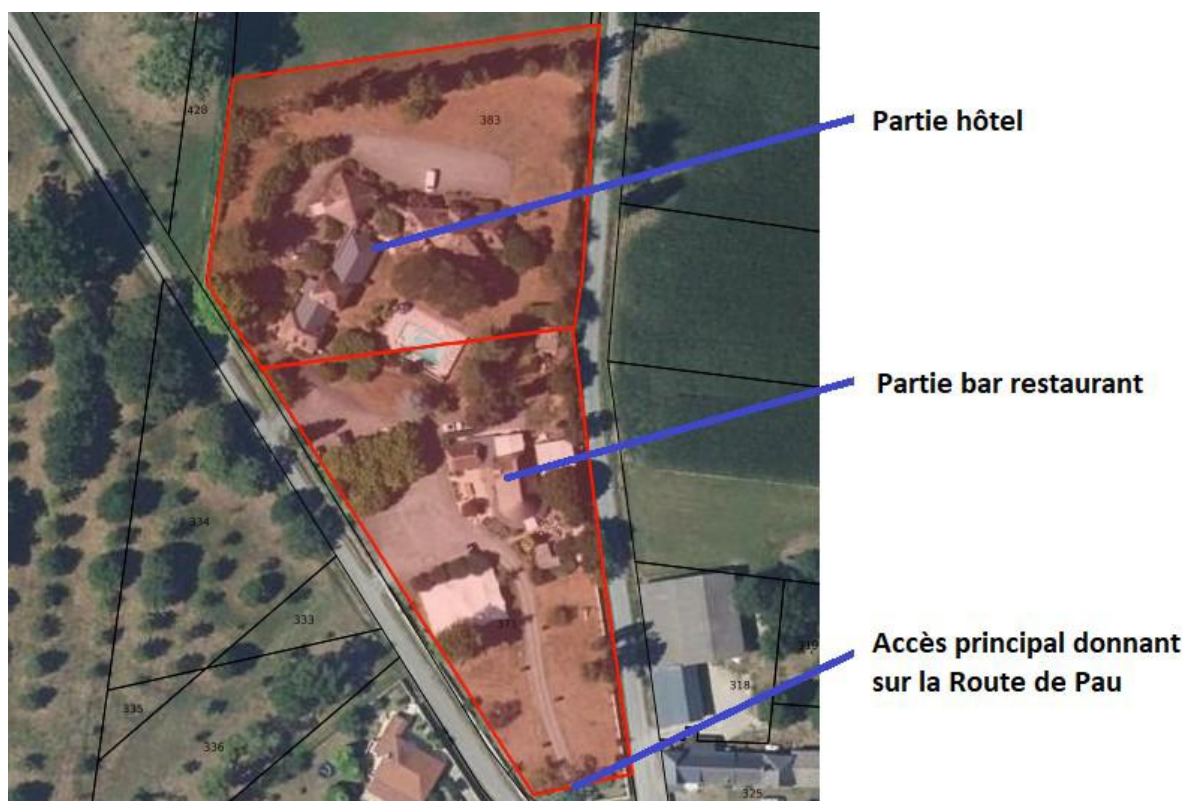 428
383
Partie hôtel
Partie bar restaurant
334
333
335
336
318
319
325
Accès principal donnant
sur la Route de Pau